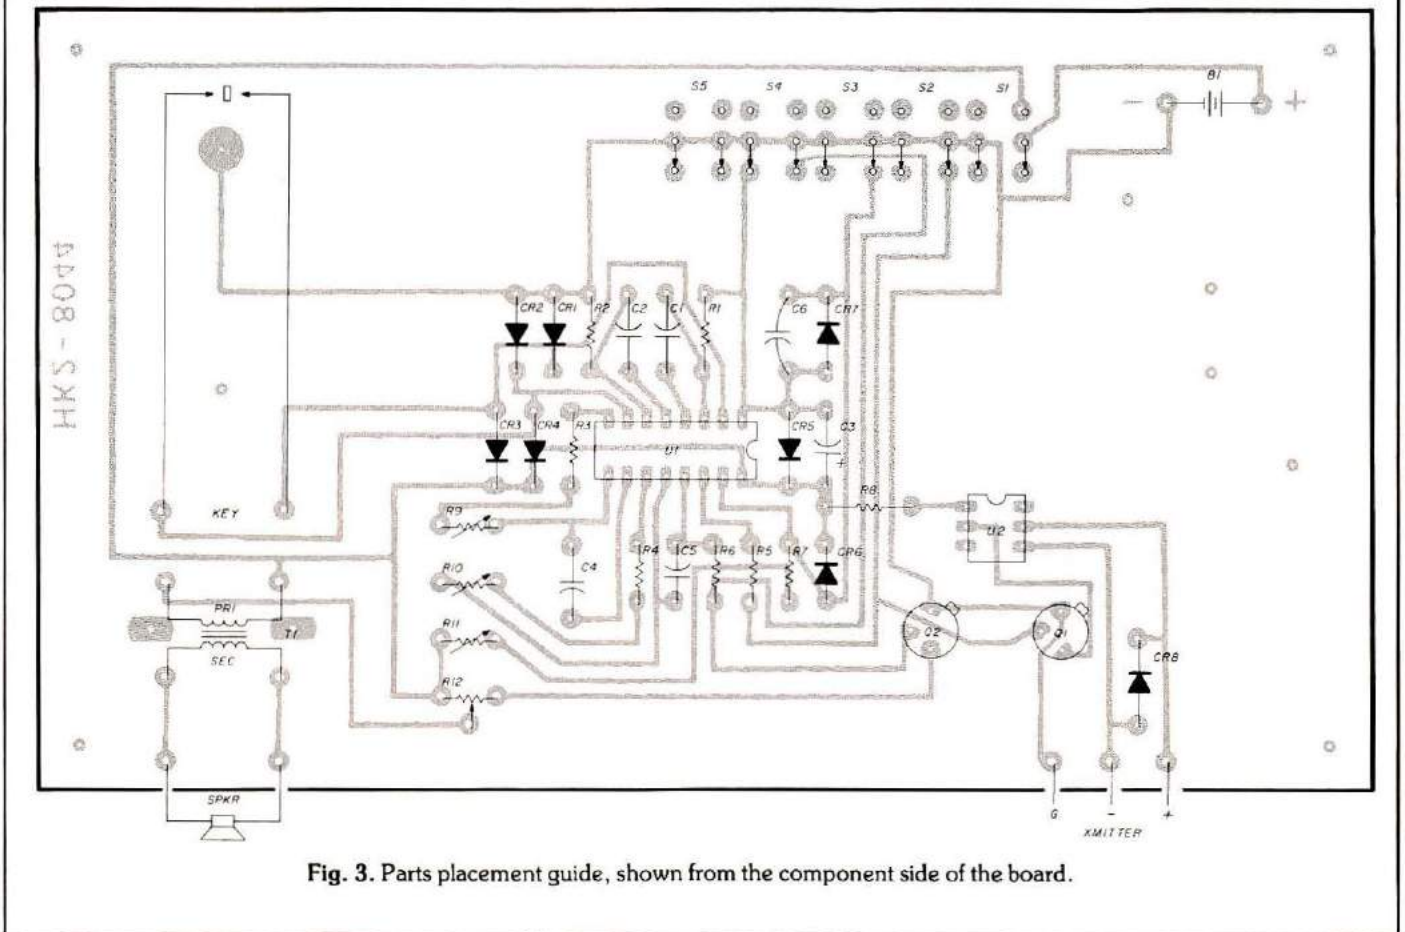 S5 S4 S3 S2 S1 B1
- +
HKS-8044
CR2 CR1 R2 C2 C1 R1 C6 CR7
CR3 CR4 R3 U1 CR5 C3
+
KEY R9 R8 U2
R10 C4 R4 C5 R6 R5 R7 CR6
PRI
T1
SEC
R11 Q2 Q1
R12 CR8
SPKR
G - +
XMITTER
Fig. 3. Parts placement guide, shown from the component side of the board.